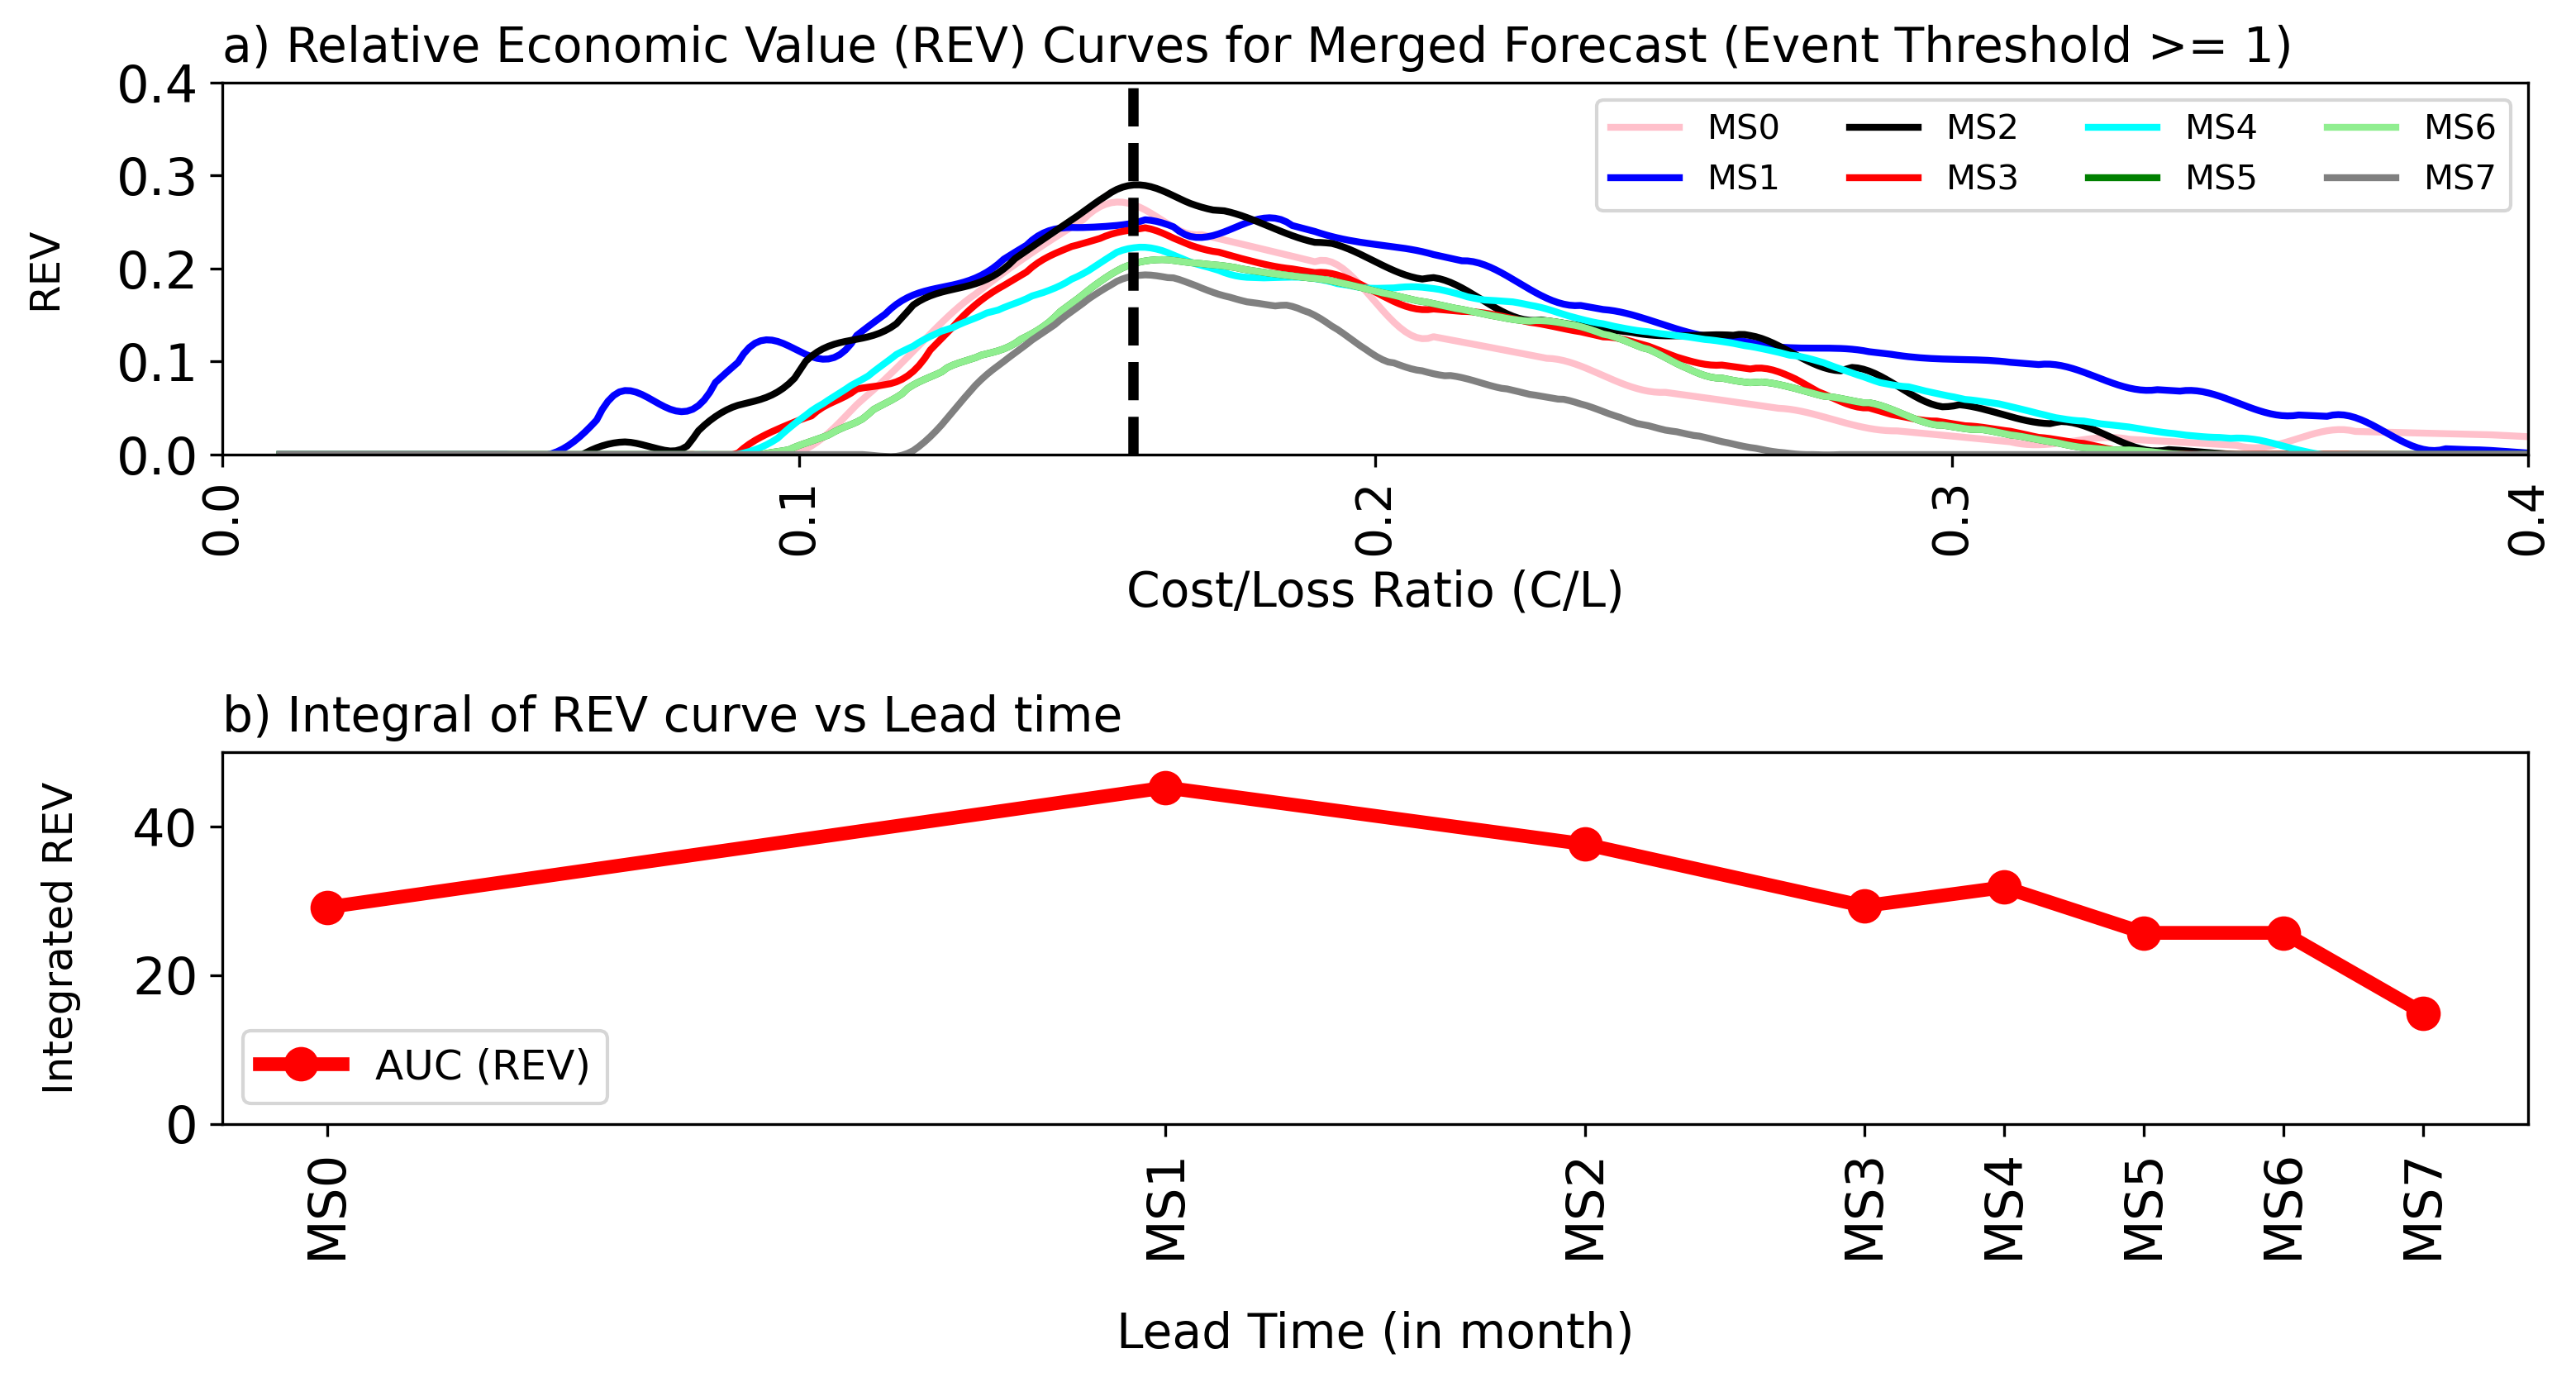 a) Relative Economic Value (REV) Curves for Merged Forecast (Event Threshold >= 1)
0.4
0.3
0.2
0.1
0.0
REV
MS0 MS2 MS4 MS6
MS1 MS3 MS5 MS7
0.0 0.1 0.2 0.3 0.4
Cost/Loss Ratio (C/L)
b) Integral of REV curve vs Lead time
40
20
0
Integrated REV
AUC (REV)
MS0 MS1 MS2 MS3 MS4 MS5 MS6 MS7
Lead Time (in month)